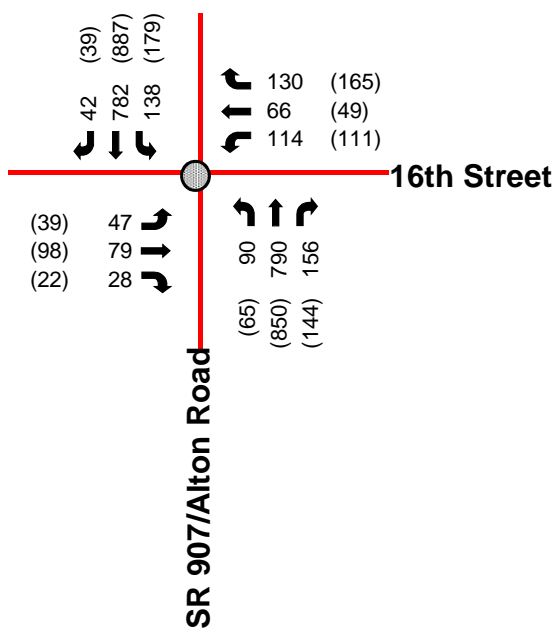 (39) (887) (179)
42 782 138
130 (165)
66 (49)
114 (111)
16th Street
(39) 47
(98) 79
(22) 28
90 790 156
(65) (850) (144)
SR 907/Alton Road